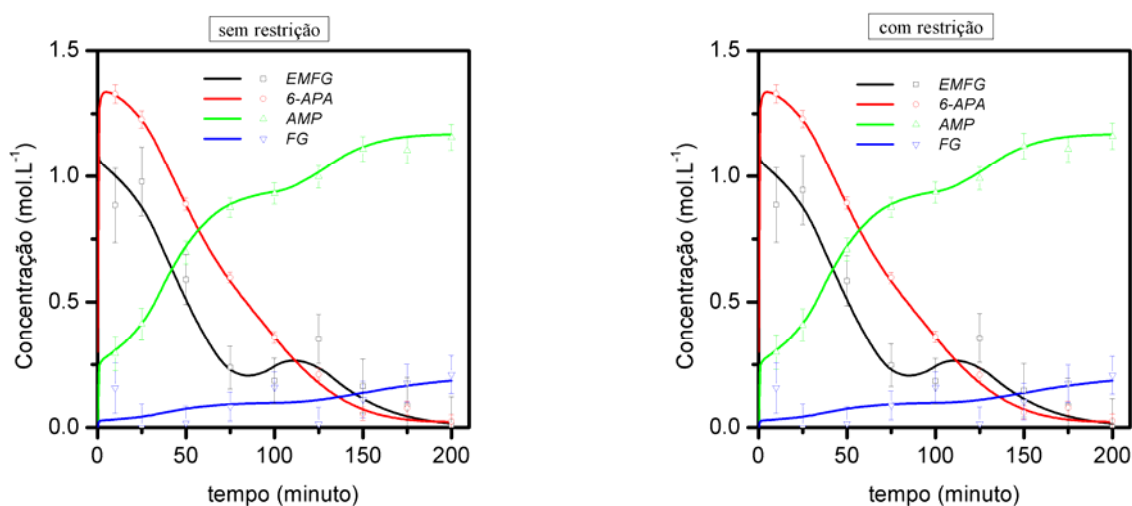 sem restrição
1.5
1.0
0.5
0.0
Concentração (mol.L⁻¹)
EMFG
6-APA
AMP
FG
0 50 100 150 200
tempo (minuto)
com restrição
1.5
1.0
0.5
0.0
Concentração (mol.L⁻¹)
EMFG
6-APA
AMP
FG
0 50 100 150 200
tempo (minuto)